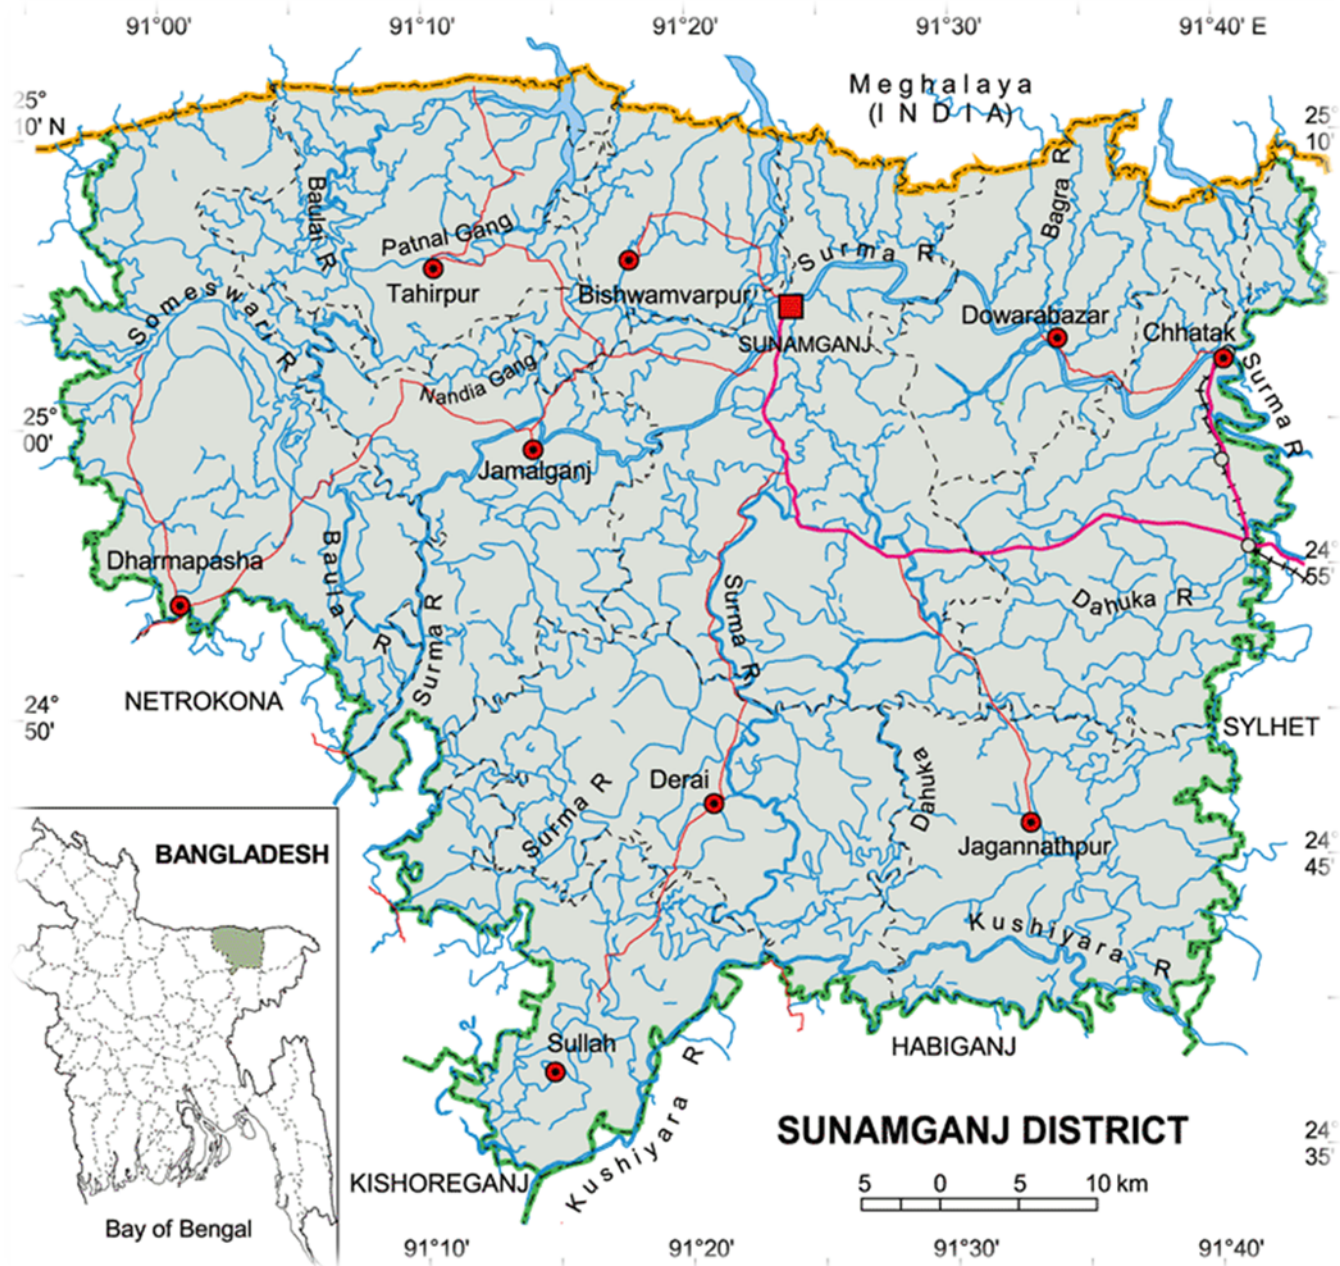 91°00'
91°10'
91°20'
91°30'
91°40' E
Meghalaya
(INDIA)
25°
10' N
25°
10'
Baulai R
Patnal Gang
Bagra R
Surma R
Tahirpur
Bishwamvarpur
Someswari R
Dowarabazar
Chhatak
SUNAMGANJ
Surma R
Nandia Gang
25°
00'
Jamalganj
Dharmapasha
Baulai R
Surma R
Surma R
24°
55'
Dahuka R
NETROKONA
24°
50'
SYLHET
Derai
Surma R
Dahuka
Jagannathpur
24°
45'
BANGLADESH
Kushiyara R
Sullah
HABIGANJ
Kushiyara R
SUNAMGANJ DISTRICT
24°
35'
KISHOREGANJ
5 0 5 10 km
Bay of Bengal
91°10'
91°20'
91°30'
91°40'